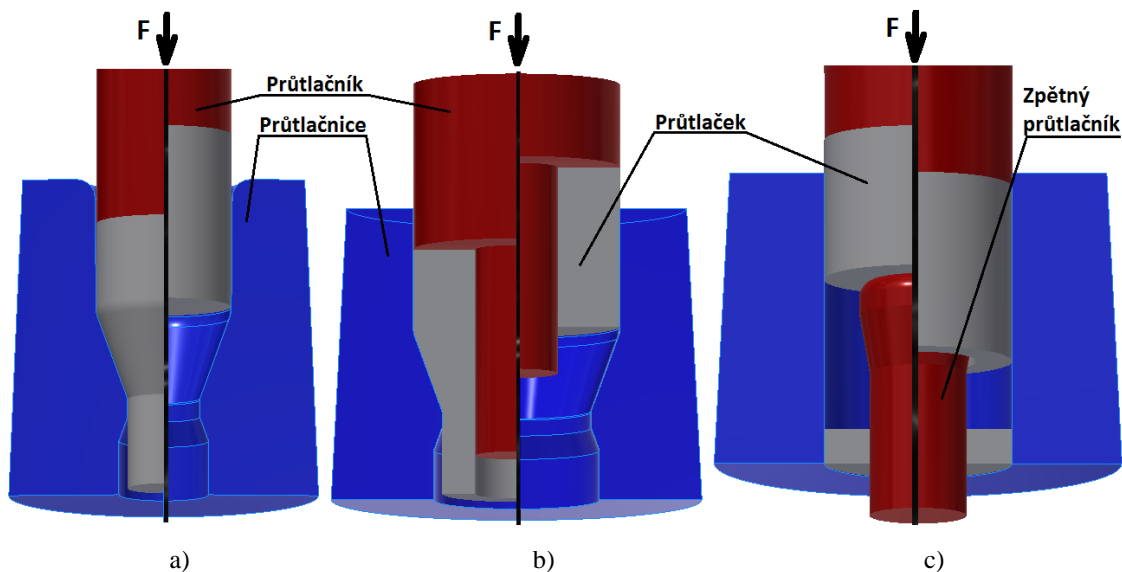 F
F
F
Průtlačník
Průtlačnice
Průtlaček
Zpětný
průtlačník
a)
b)
c)